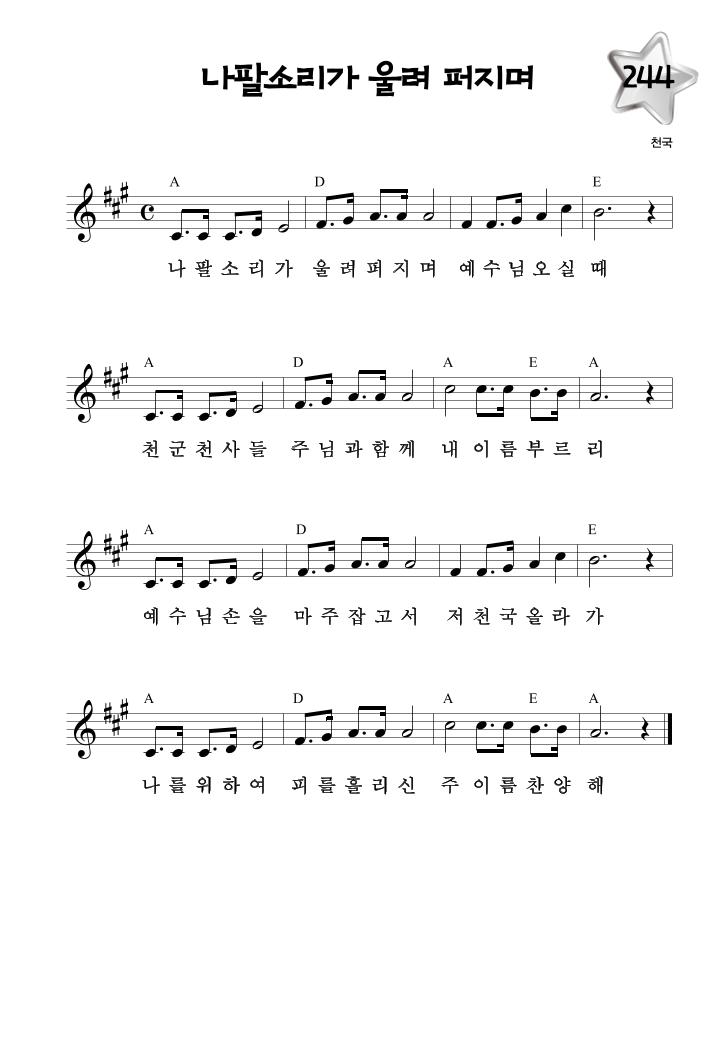 나팔소리가 울려 퍼지며
244
천국
A D E
나 팔 소 리 가 울 려 퍼 지 며 예 수 님 오 실 때
A D A E A
천 군 천 사 들 주 님 과 함 께 내 이 름 부 르 리
A D E
예 수 님 손 을 마 주 잡 고 서 저 천 국 올 라 가
A D A E A
나 를 위 하 여 피 를 흘 리 신 주 이 름 찬 양 해